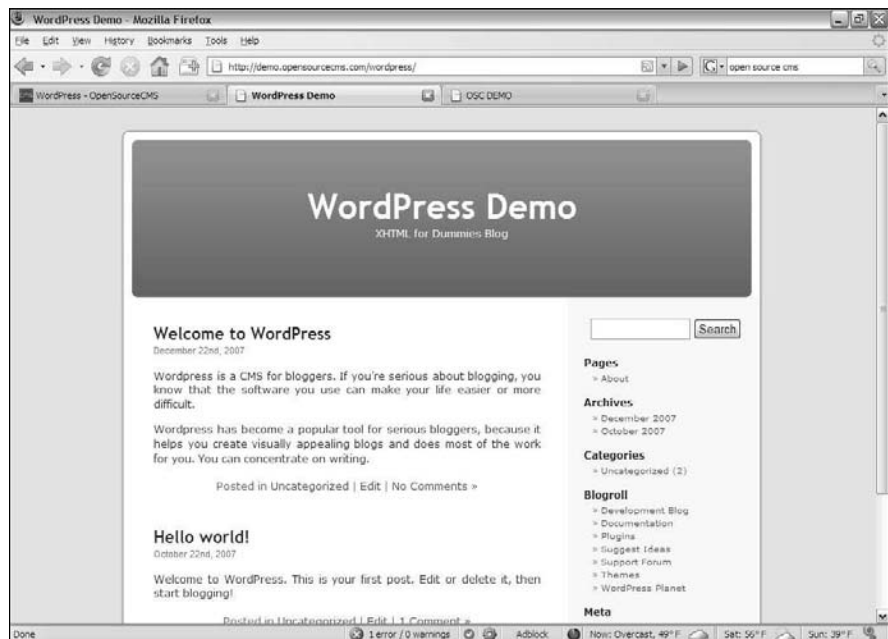 WordPress Demo - Mozilla Firefox
File Edit View History Bookmarks Tools Help
http://demo.opensourcecms.com/wordpress/
G open source cms
WordPress - OpenSourceCMS
WordPress Demo
OSC DEMO
WordPress Demo
XHTML for Dummies Blog
Welcome to WordPress
December 22nd, 2007
Wordpress is a CMS for bloggers. If you're serious about blogging, you
know that the software you use can make your life easier or more
difficult.
Wordpress has become a popular tool for serious bloggers, because it
helps you create visually appealing blogs and does most of the work
for you. You can concentrate on writing.
Posted in Uncategorized | Edit | No Comments »
Hello world!
October 22nd, 2007
Welcome to WordPress. This is your first post. Edit or delete it, then
start blogging!
Posted in Uncategorized | Edit | 1 Comment »
Search
Pages
» About
Archives
» December 2007
» October 2007
Categories
» Uncategorized (2)
Blogroll
» Development Blog
» Documentation
» Plugins
» Suggest Ideas
» Support Forum
» Themes
» WordPress Planet
Meta
Done
1 error / 0 warnings
Adblock
Now: Overcast, 49°F
Sat: 56°F
Sun: 39°F